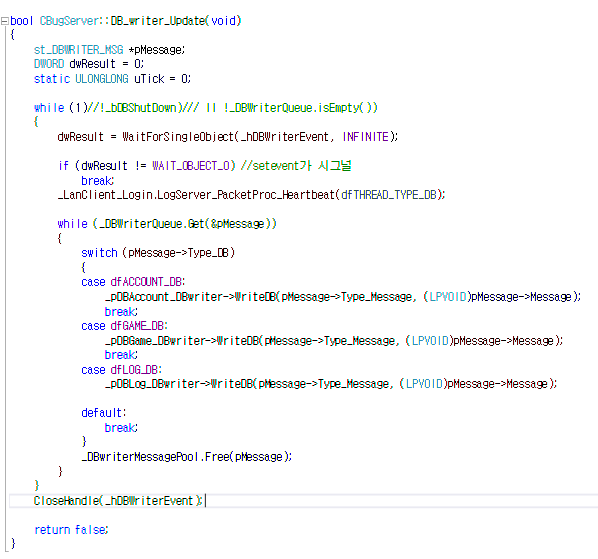 bool CBugServer::DB_writer_Update(void)
{
    st_DBWRITER_MSG *pMessage;
    DWORD dwResult = 0;
    static ULONGLONG uTick = 0;

    while (1)//!_bDBShutDown)/// || !_DBWriterQueue.isEmpty())
    {
        dwResult = WaitForSingleObject(_hDBWriterEvent, INFINITE);

        if (dwResult != WAIT_OBJECT_0) //setevent가 시그널
            break;
        _LanClient_Login.LogServer_PacketProc_Heartbeat(dfTHREAD_TYPE_DB);

        while (_DBWriterQueue.Get(&pMessage))
        {
            switch (pMessage->Type_DB)
            {
            case dfACCOUNT_DB:
                _pDBAccount_DBwriter->WriteDB(pMessage->Type_Message, (LPVOID)pMessage->Message);
                break;
            case dfGAME_DB:
                _pDBGame_DBwriter->WriteDB(pMessage->Type_Message, (LPVOID)pMessage->Message);
                break;
            case dfLOG_DB:
                _pDBLog_DBwriter->WriteDB(pMessage->Type_Message, (LPVOID)pMessage->Message);

            default:
                break;
            }
            _DBwriterMessagePool.Free(pMessage);
        }
    }
    CloseHandle(_hDBWriterEvent);

    return false;
}